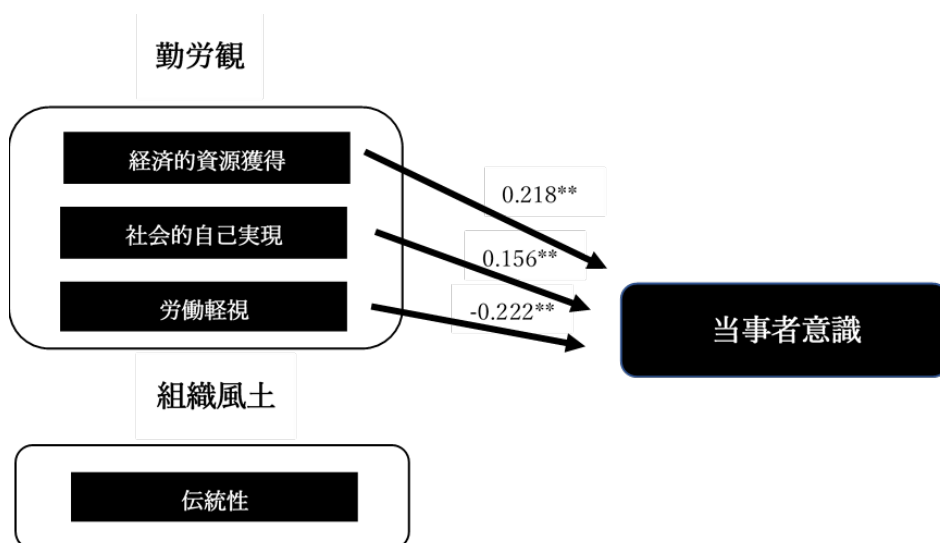 勤労観
経済的資源獲得
0.218**
社会的自己実現
0.156**
労働軽視
-0.222**
当事者意識
組織風土
伝統性